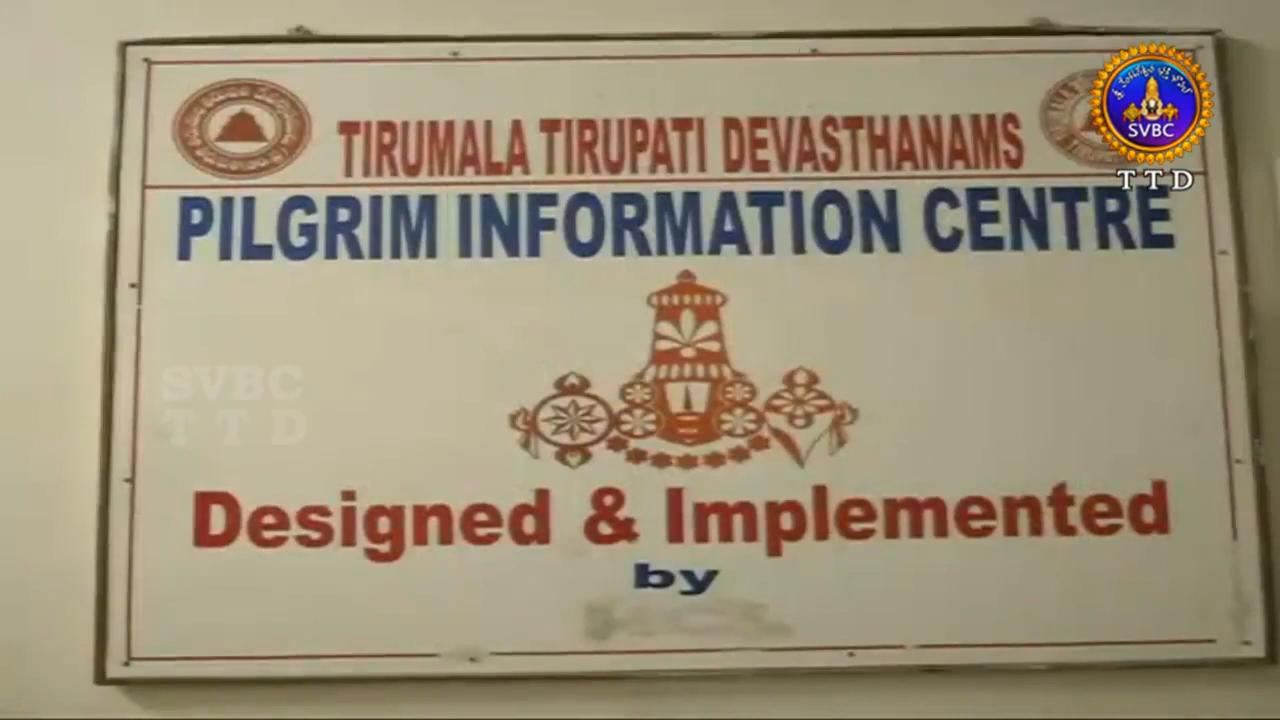 TIRUMALA TIRUPATI DEVASTHANAMS
SVBC
TTD
PILGRIM INFORMATION CENTRE
SVBC
TTD
Designed & Implemented
by